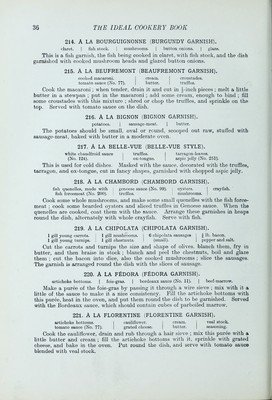 36 THE IDEAL COOKERY BOOK
214. À LA BOURGUIGNONNE (BURGUNDY GARNISH).
claret. | fish stock. | mushrooms. | button onions. | glaze.
This is a fish garnish, the fish being cooked in claret, with fish stock, and the dish
garnished with cooked mushroom heads and glazed button onions.
215. À LA BEUFREMONT (BEAUFREMONT GARNISH).
cooked macaroni. | cream. | croustades.
tomato sauce (No. 77). | butter. | truffles.
Cook the macaroni; when tender, drain it and cut in ½-inch pieces; melt a little
butter in a stewpan; put in the macaroni; add some cream, enough to bind; fill
some croustades with this mixture; shred or chop the truffles, and sprinkle on the
top. Served with tomato sauce on the dish.
216. À LA BIGNON (BIGNON GARNISH).
potatoes. | sausage-meat. | butter.
The potatoes should be small, oval or round, scooped out raw, stuffed with
sausage-meat, baked with butter in a moderate oven.
217. À LA BELLE-VUE (BELLE-VUE STYLE).
white chaudfroid sauce | truffles. | tarragon leaves.
(No. 191). | ox-tongue. | aspic jelly (No. 252).
This is used for cold dishes. Masked with the sauce, decorated with the truffles,
tarragon, and ox-tongue, cut in fancy shapes, garnished with chopped aspic jelly.
218. À LA CHAMBORD (CHAMBORD GARNISH).
fish quenelles, made with | genoese sauce (No. 99). | oysters. | crayfish.
fish forcemeat (No. 299). | truffles. | mushrooms.
Cook some whole mushrooms, and make some small quenelles with the fish force-
meat; cook some bearded oysters and sliced truffles in Genoese sauce. When the
quenelles are cooked, coat them with the sauce. Arrange these garnishes in heaps
round the dish, alternately with whole crayfish. Serve with fish.
219. À LA CHIPOLATA (CHIPOLATA GARNISH).
1 gill young carrots. | 1 gill mushrooms. | 8 chipolata sausages | ½ lb. bacon.
1 gill young turnips. | 1 gill chestnuts. | (small). | pepper and salt.
Cut the carrots and turnips the size and shape of olives, blanch them, fry in
butter, and then braise in stock; blanch and peel the chestnuts, boil and glaze
them; cut the bacon into dice, also the cooked mushrooms; slice the sausages.
The garnish is arranged round the dish with the slices of sausage.
220. À LA FÉDORA (FÉDORA GARNISH).
artichoke bottoms. | foie-gras. | bordeaux sauce (No. 11). | beef-marrow.
Make a purée of the foie-gras by passing it through a wire sieve; mix with it a
little of the sauce to make it a nice consistency. Fill the artichoke bottoms with
this purée, heat in the oven, and put them round the dish to be garnished. Served
with the Bordeaux sauce, which should contain cubes of parboiled marrow.
221. À LA FLORENTINE (FLORENTINE GARNISH).
artichoke bottoms. | cauliflower. | cream. | veal stock.
tomato sauce (No. 77). | grated cheese. | butter. | seasoning.
Cook the cauliflower, drain and rub through a hair sieve; mix this purée with a
little butter and cream; fill the artichoke bottoms with it, sprinkle with grated
cheese, and bake in the oven. Put round the dish, and serve with tomato sauce
blended with veal stock.